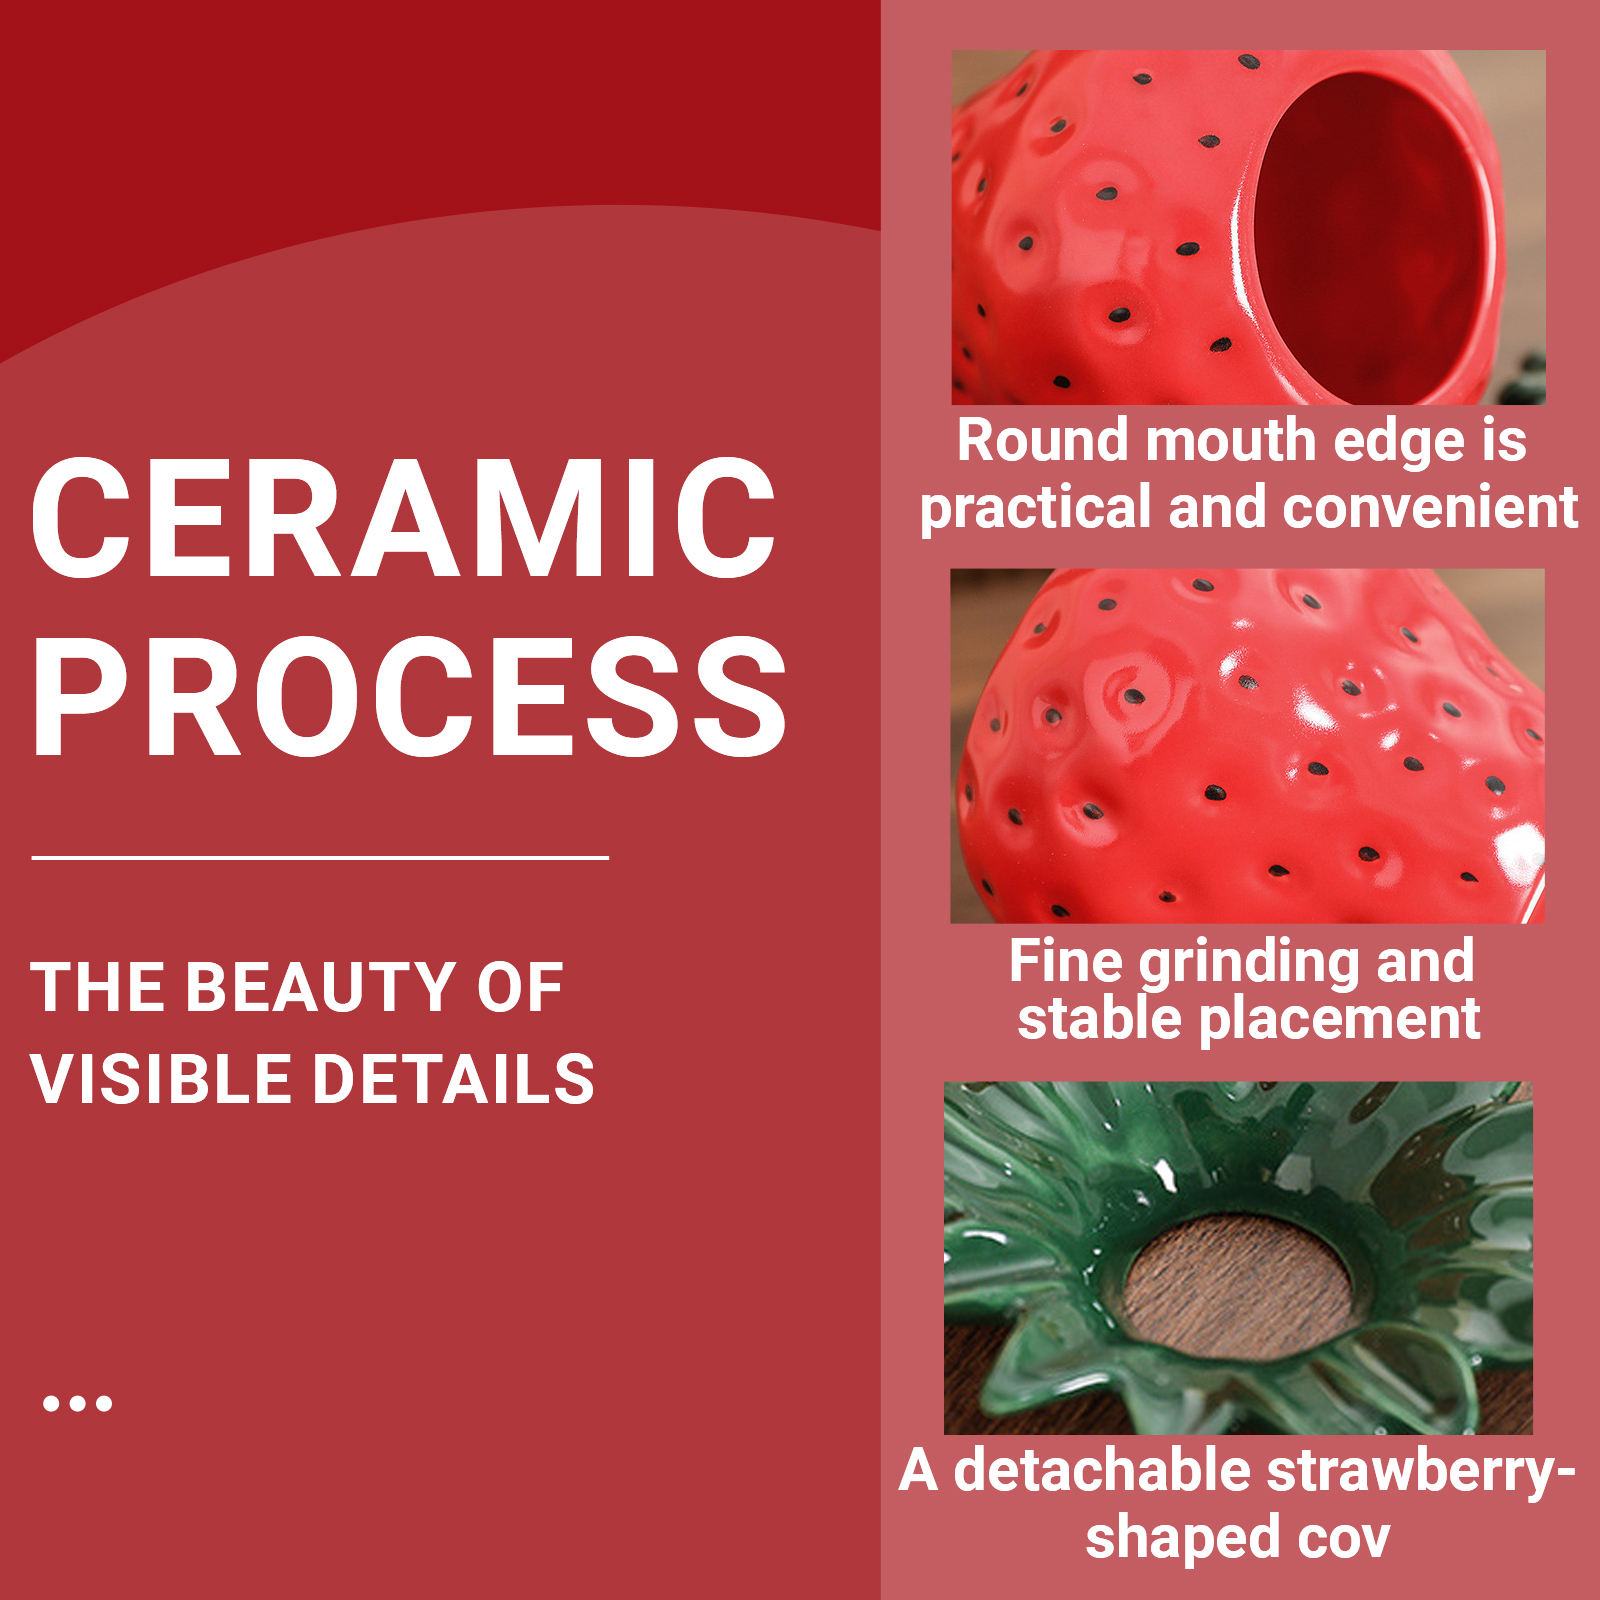 CERAMIC
PROCESS
THE BEAUTY OF
VISIBLE DETAILS
Round mouth edge is
practical and convenient
Fine grinding and
stable placement
A detachable strawberry-
shaped cov